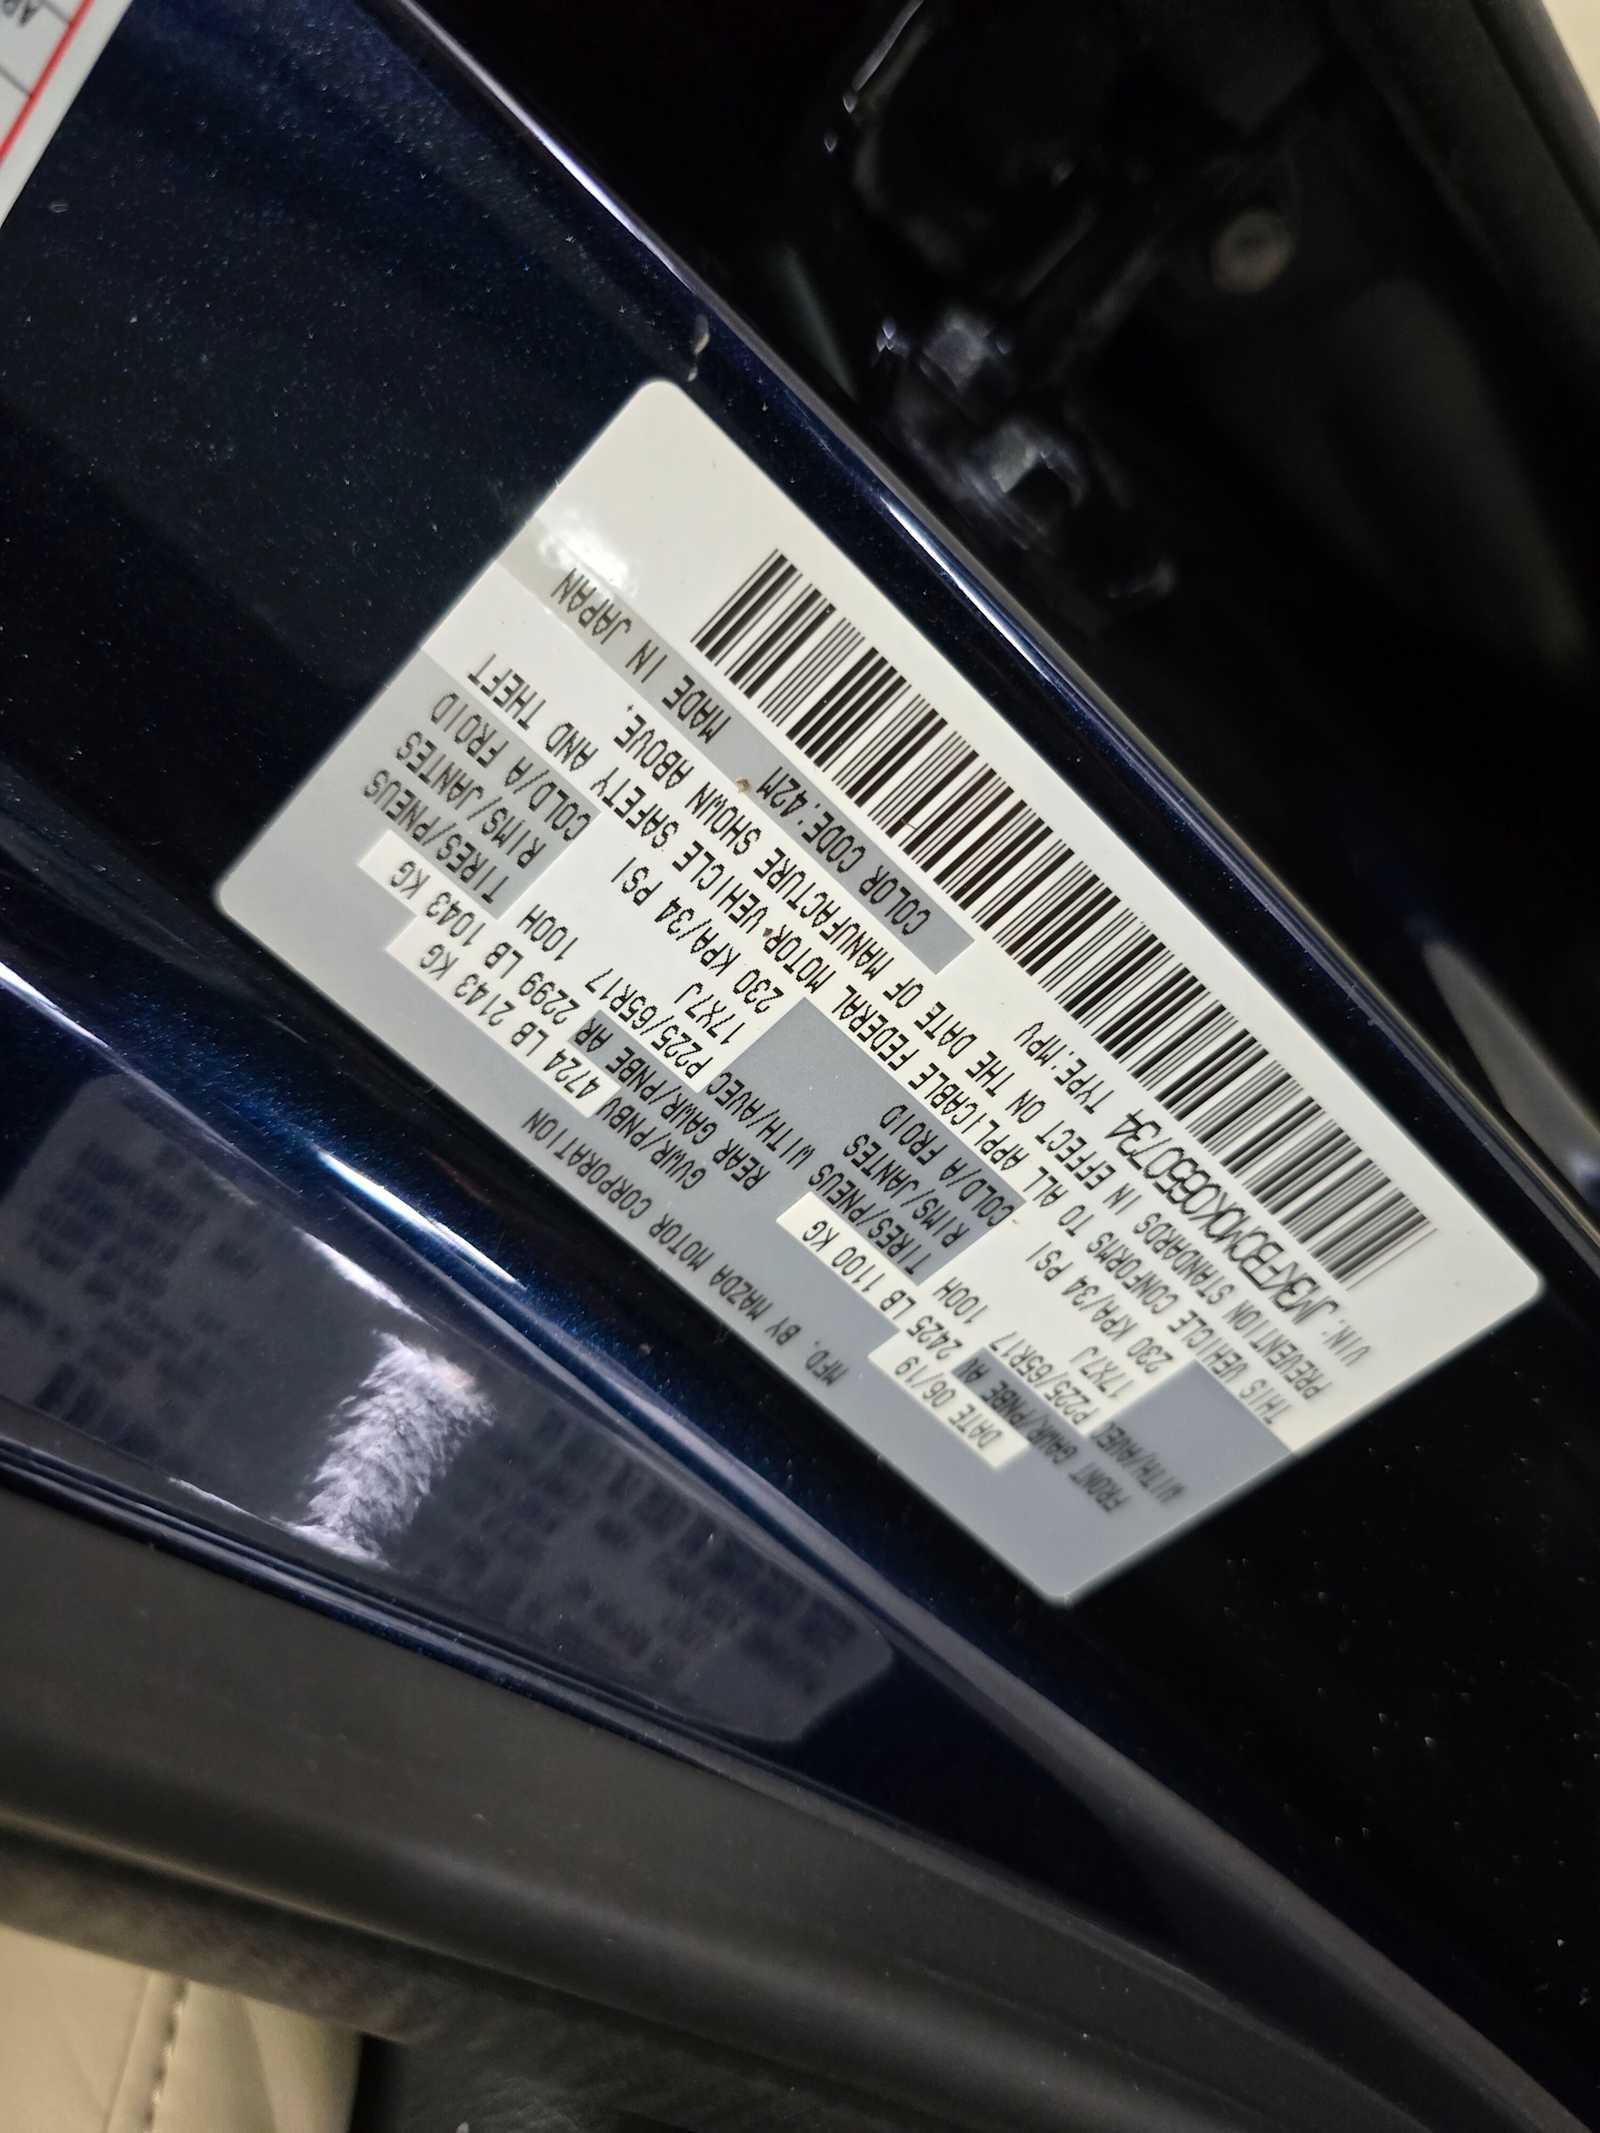 MFD. BY MAZDA MOTOR CORPORATION
DATE 06/19 GVWR/PNBV 4724 LB 2143 KG
FRONT GAWR/PNBE AV 2425 LB 1100 KG REAR GAWR/PNBE AR 2299 LB 1043 KG
WITH/AVEC P225/65R17 100H TIRES/PNEUS WITH/AVEC P225/65R17 100H TIRES/PNEUS
17X7J RIMS/JANTES 17X7J RIMS/JANTES
230 KPA/34 PSI COLD/A FROID 230 KPA/34 PSI COLD/A FROID
THIS VEHICLE CONFORMS TO ALL APPLICABLE FEDERAL MOTOR VEHICLE SAFETY AND THEFT
PREVENTION STANDARDS IN EFFECT ON THE DATE OF MANUFACTURE SHOWN ABOVE.
VIN: JM3KFBCM0K0650734 TYPE:MPV COLOR CODE:42M MADE IN JAPAN